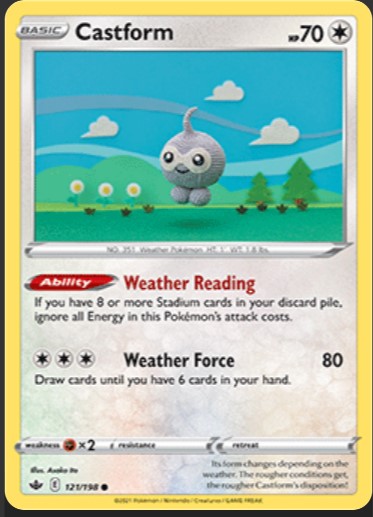 BASIC Castform HP 70
NO. 351 Weather Pokémon HT. 1' WT. 1.8 lbs.
Ability Weather Reading
If you have 8 or more Stadium cards in your discard pile,
ignore all Energy in this Pokémon's attack costs.
Weather Force 80
Draw cards until you have 6 cards in your hand.
weakness ×2 resistance retreat
Illus. Asako Ito
Its form changes depending on the
weather. The rougher conditions get,
the rougher Castform's disposition!
E 121/198
©2021 Pokémon / Nintendo / Creatures / GAME FREAK